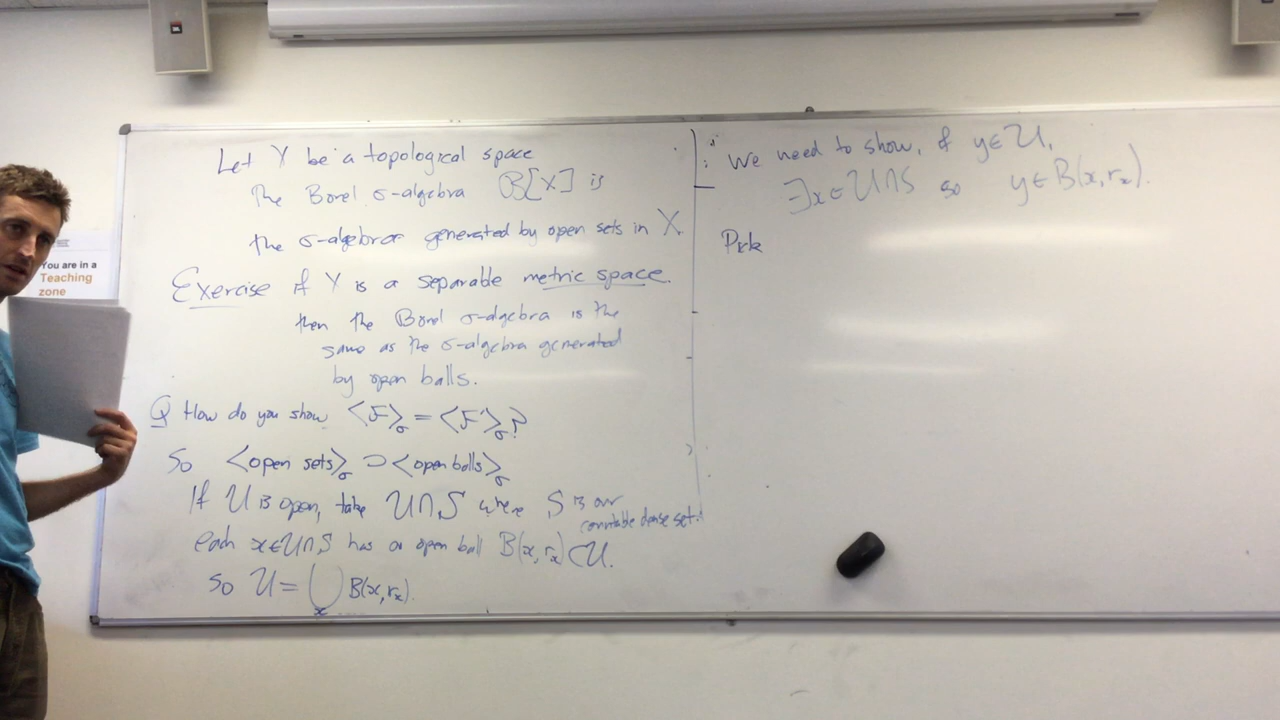 Let Y be a topological space
the Borel σ-algebra B[X] is
the σ-algebra generated by open sets in X
Exercise if Y is a separable metric space
then the Borel σ-algebra is the
same as the σ-algebra generated
by open balls.
Q How do you show <F>σ = <F'>σ?
So <open sets>σ ⊃ <open balls>σ
If U is open, take U∩S where S is our
countable dense set.
each x∈U∩S has an open ball B(x,rₓ)⊂U.
So U = ⋃ₓ B(x,rₓ).
We need to show, if y∈U,
∃x∈U∩S so y∈B(x,rₓ).
Pick
You are in a
Teaching
zone